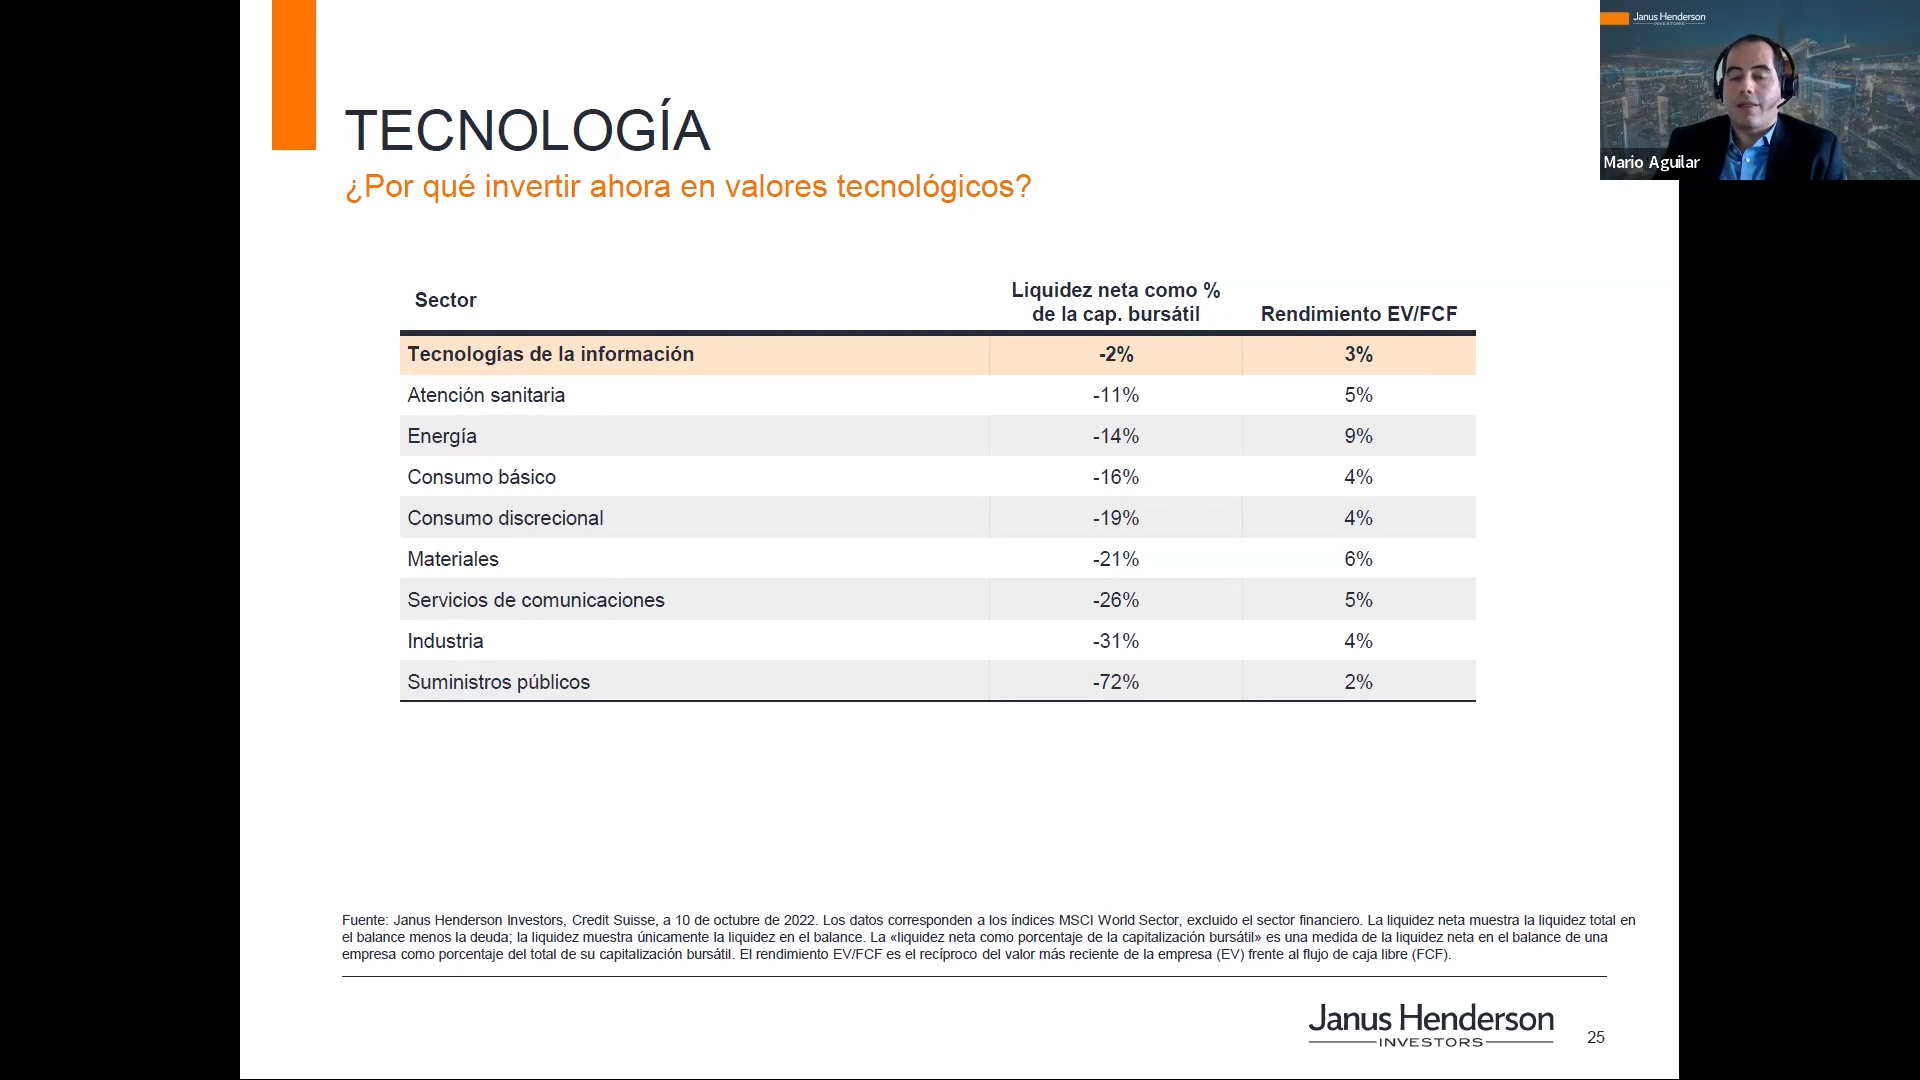 Janus Henderson
INVESTORS
Mario Aguilar
TECNOLOGÍA
¿Por qué invertir ahora en valores tecnológicos?
Sector Liquidez neta como % de la cap. bursátil Rendimiento EV/FCF
Tecnologías de la información -2% 3%
Atención sanitaria -11% 5%
Energía -14% 9%
Consumo básico -16% 4%
Consumo discrecional -19% 4%
Materiales -21% 6%
Servicios de comunicaciones -26% 5%
Industria -31% 4%
Suministros públicos -72% 2%
Fuente: Janus Henderson Investors, Credit Suisse, a 10 de octubre de 2022. Los datos corresponden a los índices MSCI World Sector, excluido el sector financiero. La liquidez neta muestra la liquidez total en
el balance menos la deuda; la liquidez muestra únicamente la liquidez en el balance. La «liquidez neta como porcentaje de la capitalización bursátil» es una medida de la liquidez neta en el balance de una
empresa como porcentaje del total de su capitalización bursátil. El rendimiento EV/FCF es el recíproco del valor más reciente de la empresa (EV) frente al flujo de caja libre (FCF).
Janus Henderson
INVESTORS
25